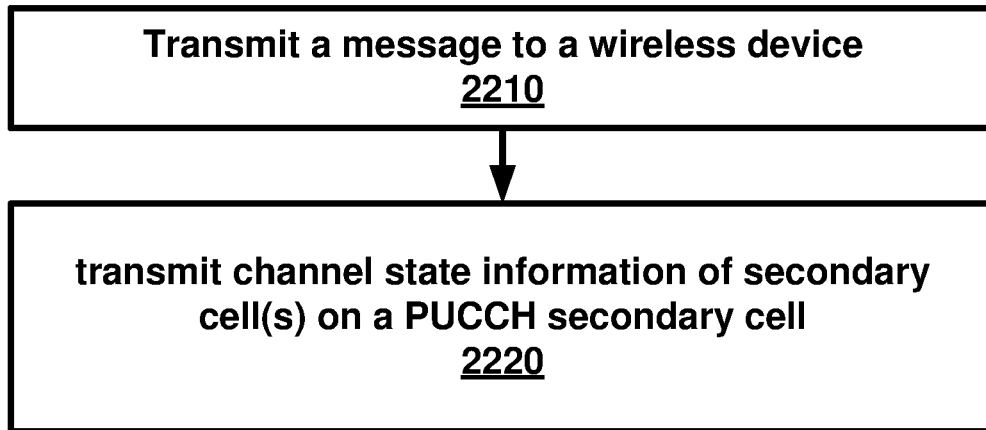 Transmit a message to a wireless device
2210
transmit channel state information of secondary
cell(s) on a PUCCH secondary cell
2220